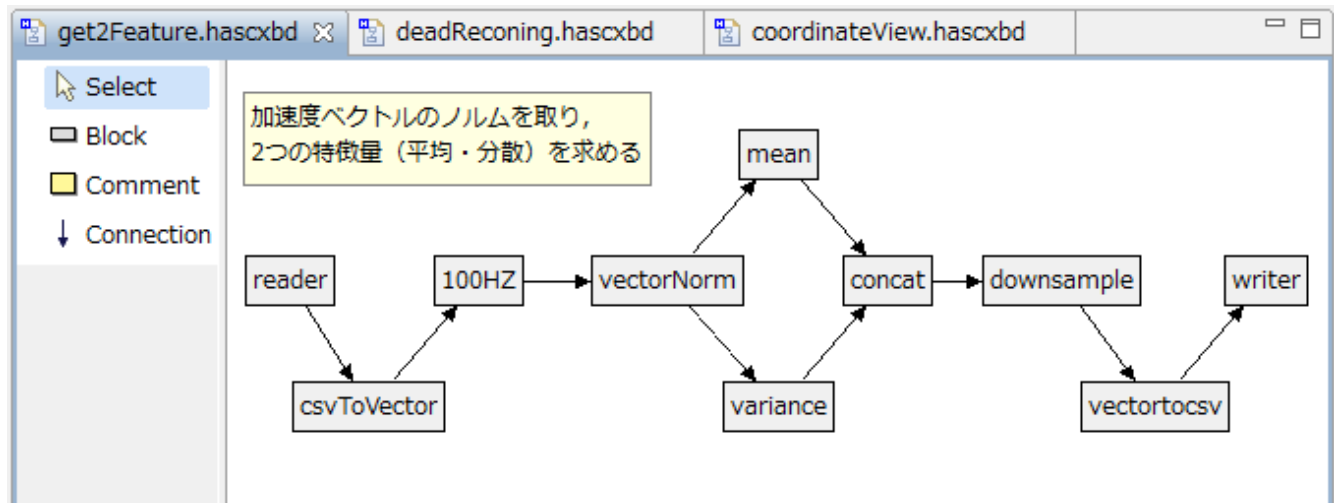 get2Feature.hascxbd
deadReconing.hascxbd
coordinateView.hascxbd
Select
Block
Comment
Connection
加速度ベクトルのノルムを取り,
2つの特徴量（平均・分散）を求める
mean
reader
100HZ
vectorNorm
concat
downsample
writer
csvToVector
variance
vectortocsv